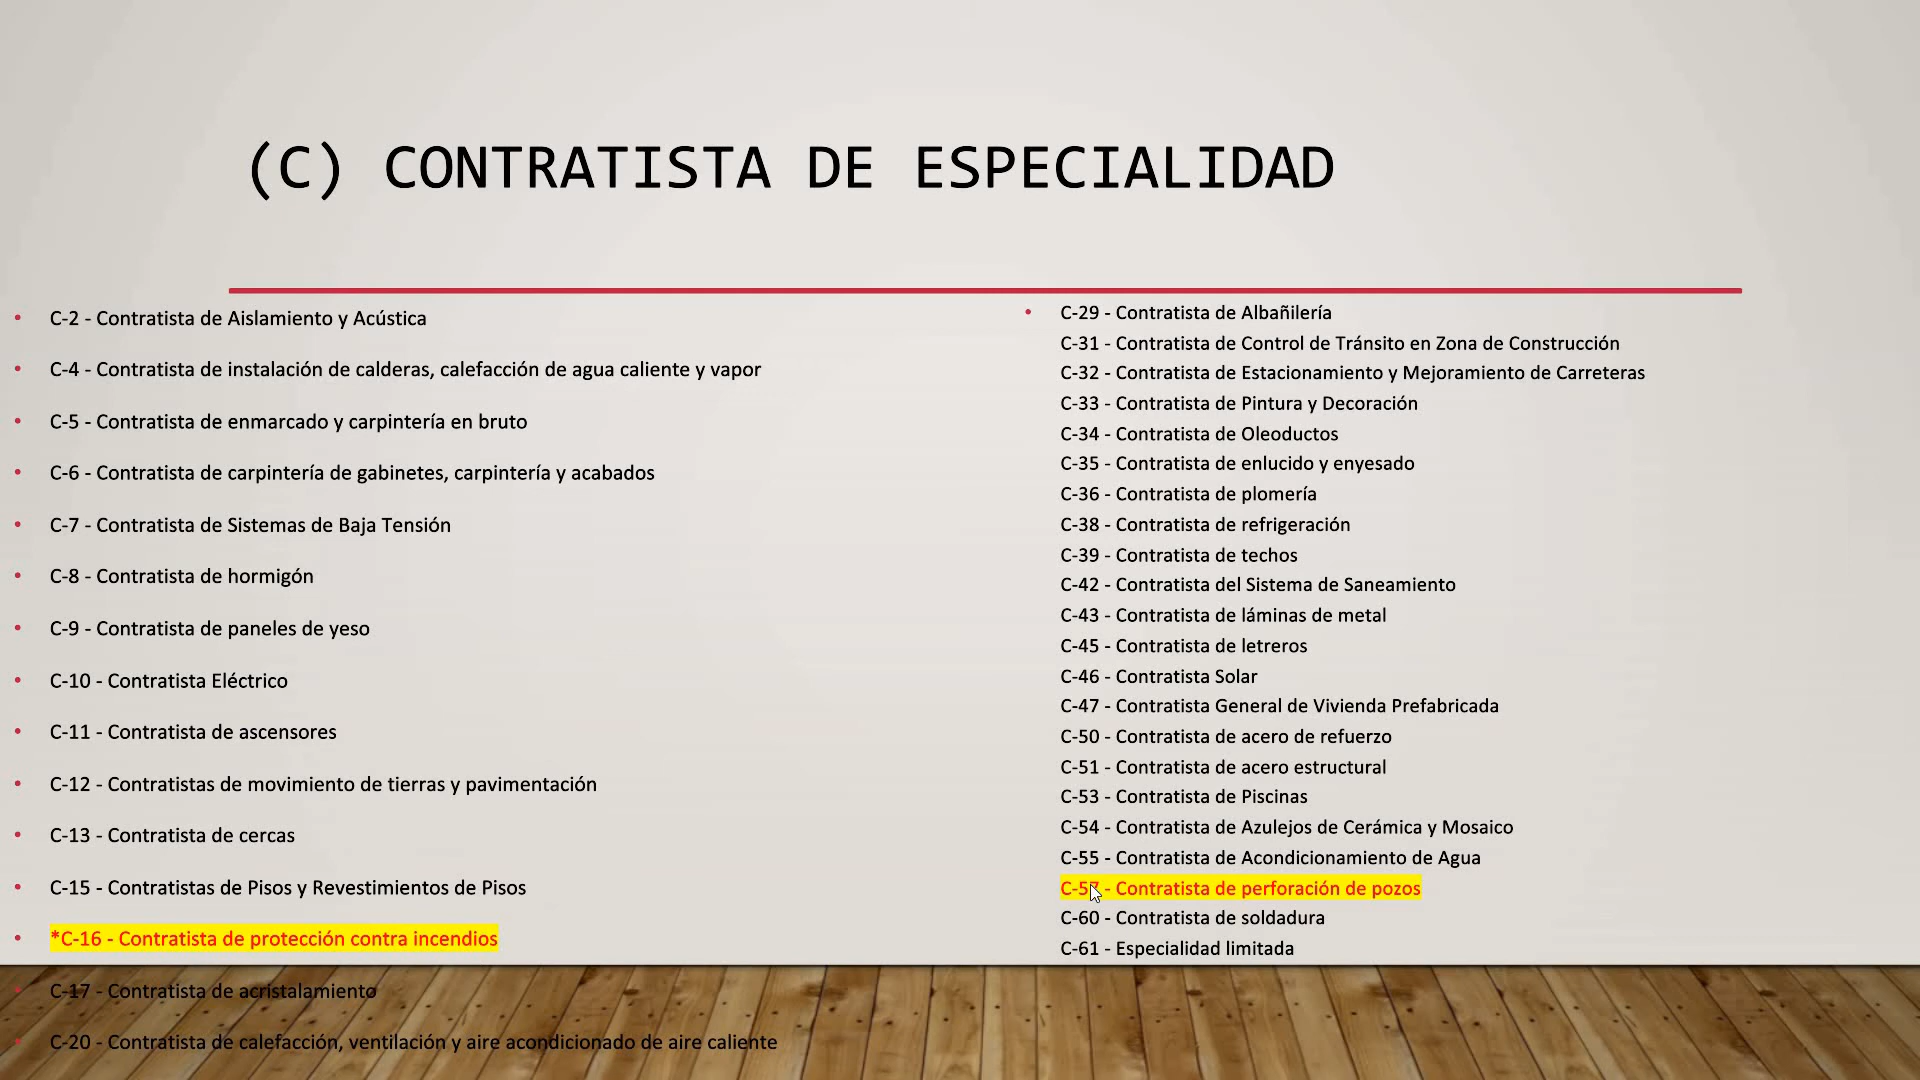 (C) CONTRATISTA DE ESPECIALIDAD
• C-2 - Contratista de Aislamiento y Acústica
• C-4 - Contratista de instalación de calderas, calefacción de agua caliente y vapor
• C-5 - Contratista de enmarcado y carpintería en bruto
• C-6 - Contratista de carpintería de gabinetes, carpintería y acabados
• C-7 - Contratista de Sistemas de Baja Tensión
• C-8 - Contratista de hormigón
• C-9 - Contratista de paneles de yeso
• C-10 - Contratista Eléctrico
• C-11 - Contratista de ascensores
• C-12 - Contratistas de movimiento de tierras y pavimentación
• C-13 - Contratista de cercas
• C-15 - Contratistas de Pisos y Revestimientos de Pisos
• *C-16 - Contratista de protección contra incendios
• C-17 - Contratista de acristalamiento
• C-20 - Contratista de calefacción, ventilación y aire acondicionado de aire caliente
• C-29 - Contratista de Albañilería
C-31 - Contratista de Control de Tránsito en Zona de Construcción
C-32 - Contratista de Estacionamiento y Mejoramiento de Carreteras
C-33 - Contratista de Pintura y Decoración
C-34 - Contratista de Oleoductos
C-35 - Contratista de enlucido y enyesado
C-36 - Contratista de plomería
C-38 - Contratista de refrigeración
C-39 - Contratista de techos
C-42 - Contratista del Sistema de Saneamiento
C-43 - Contratista de láminas de metal
C-45 - Contratista de letreros
C-46 - Contratista Solar
C-47 - Contratista General de Vivienda Prefabricada
C-50 - Contratista de acero de refuerzo
C-51 - Contratista de acero estructural
C-53 - Contratista de Piscinas
C-54 - Contratista de Azulejos de Cerámica y Mosaico
C-55 - Contratista de Acondicionamiento de Agua
C-57 - Contratista de perforación de pozos
C-60 - Contratista de soldadura
C-61 - Especialidad limitada